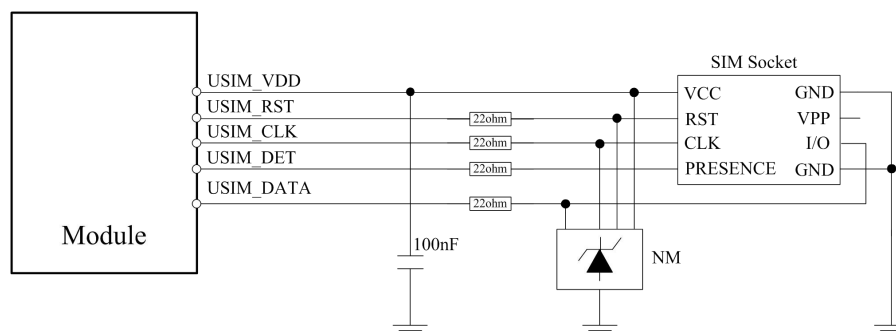 SIM Socket
USIM_VDD
VCC
GND
USIM_RST
22ohm
RST
VPP
USIM_CLK
22ohm
CLK
I/O
USIM_DET
22ohm
PRESENCE
GND
USIM_DATA
22ohm
Module
100nF
NM